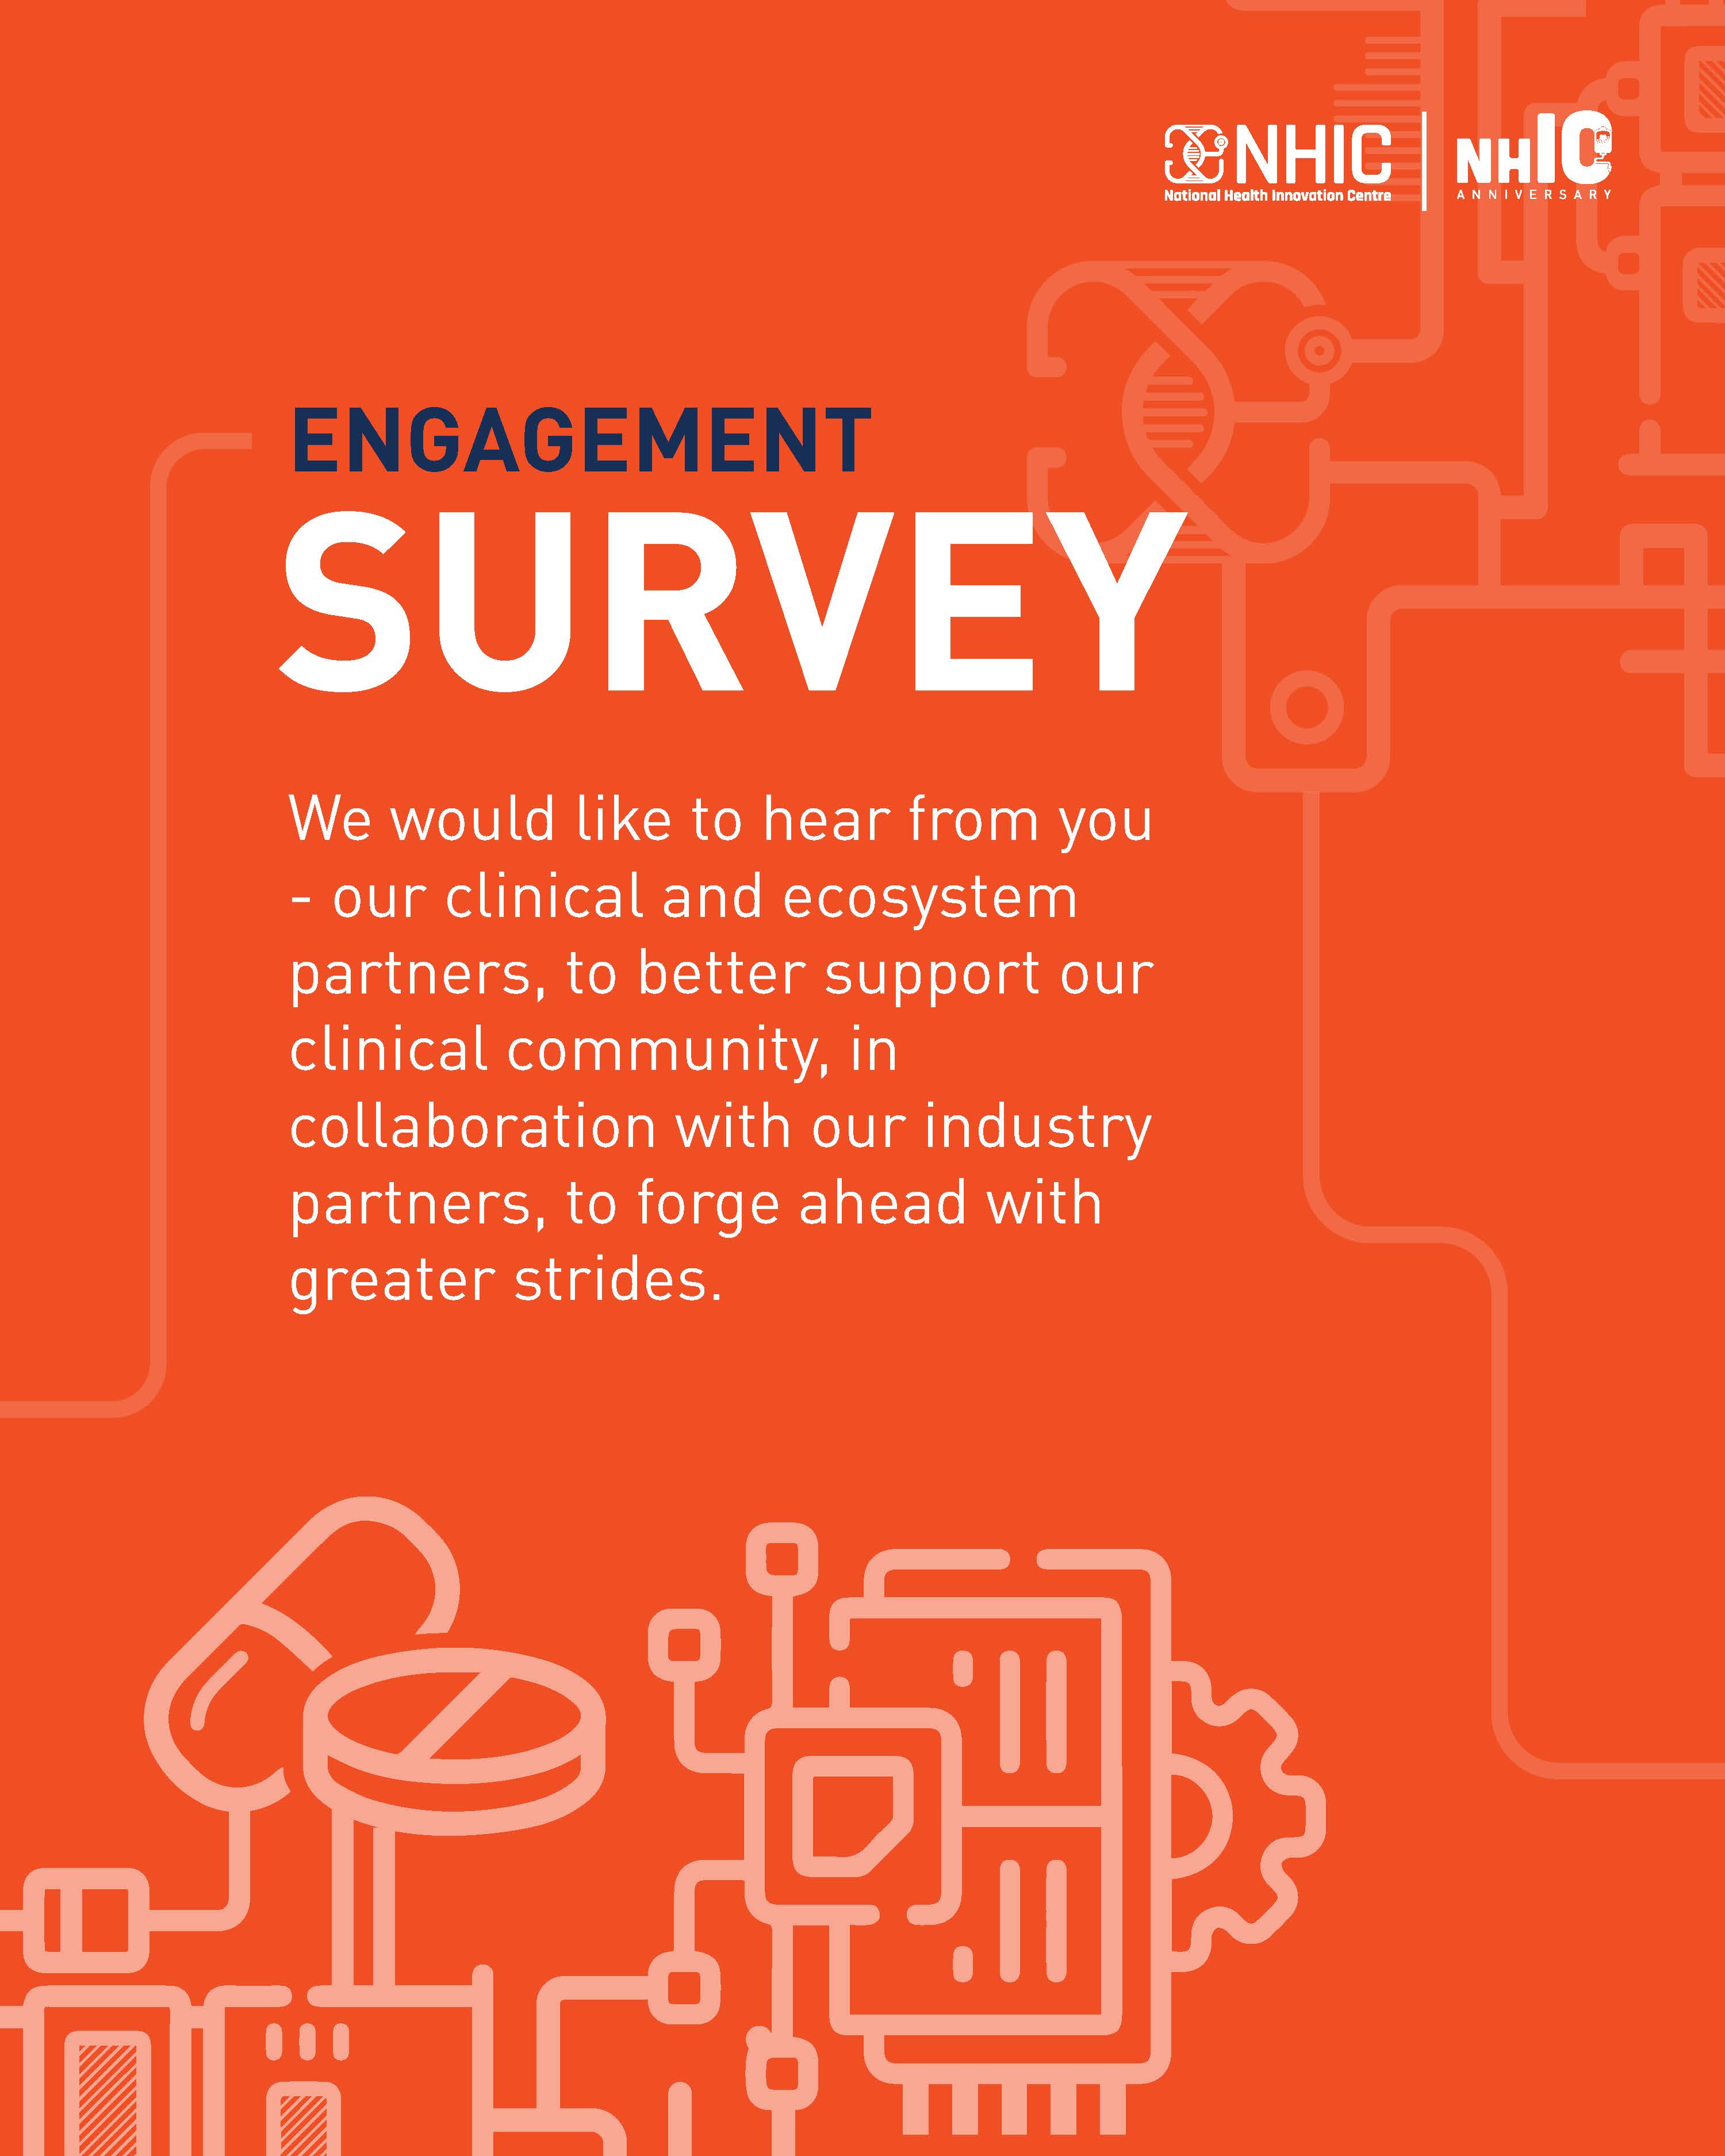 NHIC
National Health Innovation Centre
NHIC
ANNIVERSARY
ENGAGEMENT
SURVEY
We would like to hear from you
- our clinical and ecosystem
partners, to better support our
clinical community, in
collaboration with our industry
partners, to forge ahead with
greater strides.